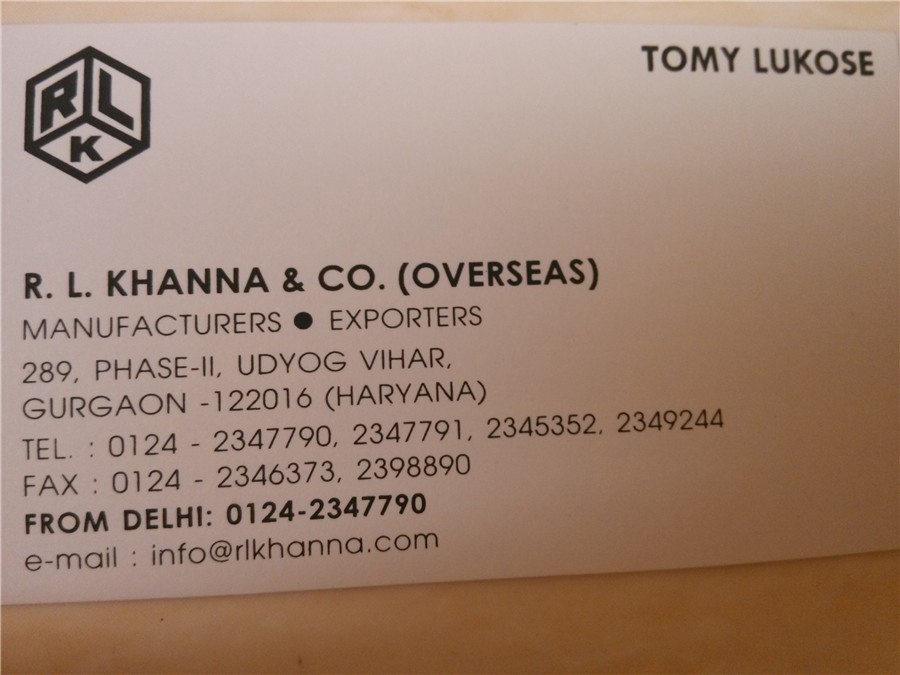 RLK
TOMY LUKOSE
R. L. KHANNA & CO. (OVERSEAS)
MANUFACTURERS ● EXPORTERS
289, PHASE-II, UDYOG VIHAR,
GURGAON -122016 (HARYANA)
TEL. : 0124 - 2347790, 2347791, 2345352. 2349244
FAX : 0124 - 2346373, 2398890
FROM DELHI: 0124-2347790
e-mail : info@rlkhanna.com